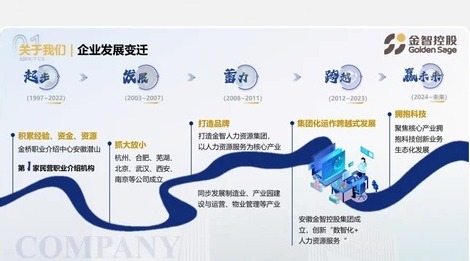 01
关于我们 | 企业发展变迁
ABOUT US
金智控股
Golden Sage
起步
发展
蓄力
跨越
赢未来
(1997-2022)
(2003-2007)
(2008-2011)
(2012-2023)
(2024-未来)
积累经验、资金、资源
金桥职业介绍中心安徽潜山
第1家民营职业介绍机构
抓大放小
杭州、合肥、芜湖、
北京、武汉、西安、
南京等公司成立
打造品牌
打造金智人力资源集团,
以人力资源服务为核心产业
同步发展制造业、产业园建
设与运营、物业管理等产业
集团化运作跨越式发展
安徽金智控股集团成
立,创新“数智化+
人力资源服务“
拥抱科技
聚焦核心产业拥
抱科技创新业务
生态化发展
COMPANY